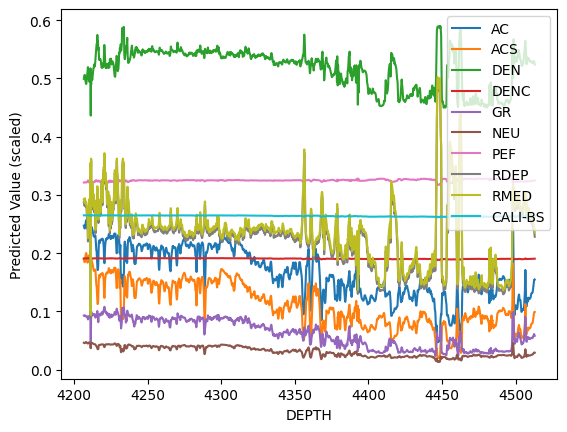 0.6
0.5
0.4
0.3
0.2
0.1
0.0
Predicted Value (scaled)
4200
4250
4300
4350
4400
4450
4500
DEPTH
AC
ACS
DEN
DENC
GR
NEU
PEF
RDEP
RMED
CALI-BS